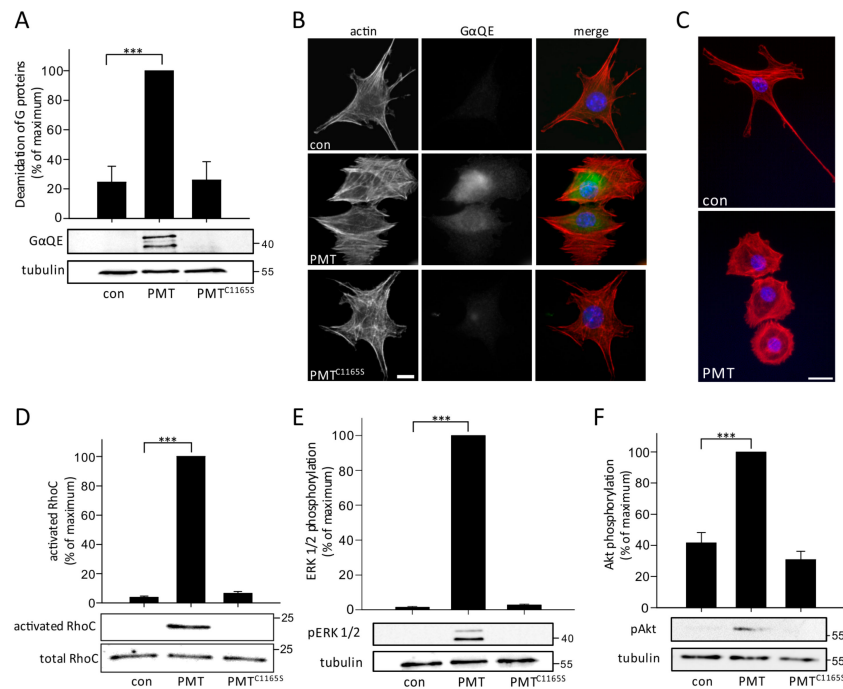 A
Deamidation of G proteins
(% of maximum)
100
80
60
40
20
0
***
GαQE
40
tubulin
55
con PMT PMTC1165S
B
actin GαQE merge
con
PMT
PMTC1165S
C
con
PMT
D
activated RhoC
(% of maximum)
100
80
60
40
20
0
***
activated RhoC
25
total RhoC
25
con PMT PMTC1165S
E
ERK 1/2 phosphorylation
(% of maximum)
100
80
60
40
20
0
***
pERK 1/2
40
tubulin
55
con PMT PMTC1165S
F
Akt phosphorylation
(% of maximum)
100
80
60
40
20
0
***
pAkt
55
tubulin
55
con PMT PMTC1165S